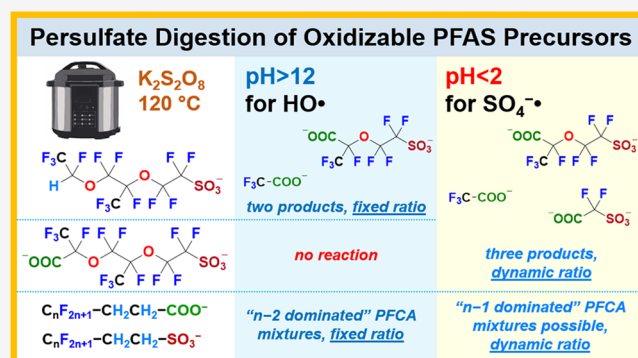 Persulfate Digestion of Oxidizable PFAS Precursors
K₂S₂O₈
120 °C
pH>12
for HO•
pH<2
for SO₄⁻•
F₃C F F F F F
H O O SO₃⁻
F₃C F F F
F F
⁻OOC O SO₃⁻
F₃C F F F
F₃C–COO⁻
two products, fixed ratio
F F
⁻OOC O SO₃⁻
F₃C F F F
F₃C–COO⁻
F F
⁻OOC SO₃⁻
F₃C F F F F F
⁻OOC O O SO₃⁻
F₃C F F F
no reaction
three products,
dynamic ratio
CₙF₂ₙ₊₁–CH₂CH₂–COO⁻
CₙF₂ₙ₊₁–CH₂CH₂–SO₃⁻
“n−2 dominated” PFCA
mixtures, fixed ratio
“n−1 dominated” PFCA
mixtures possible,
dynamic ratio